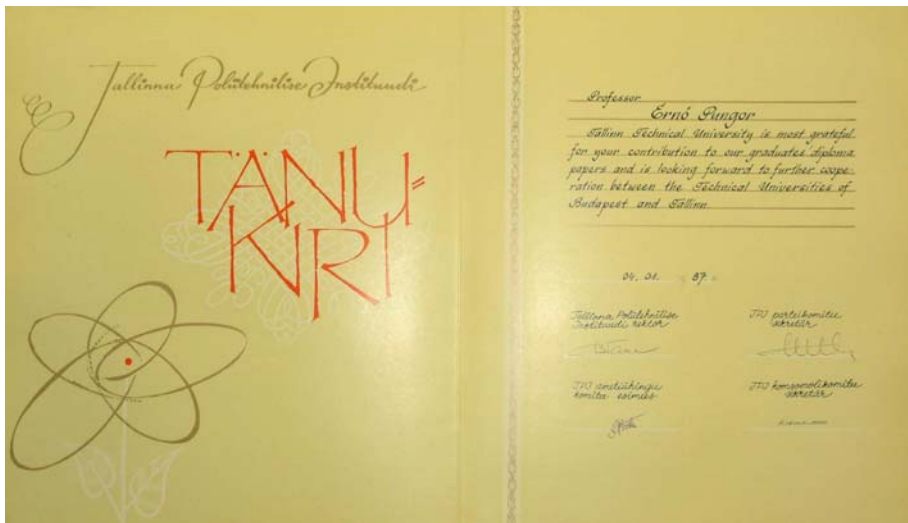 Tallinna Polütehnilise Instituudi
TÄNU=
KIRI
Professor
Ernő Pungor
Tallinn Technical University is most grateful
for your contribution to our graduates diploma
papers and is looking forward to further coope-
ration between the Technical Universities of
Budapest and Tallinn.
04. 01. 87.
Tallinna Polütehnilise
Instituudi rektor
TPI parteikomitee
sekretär
TPI ametiühingu
komitee esimees
TPI komsomolikomitee
sekretär